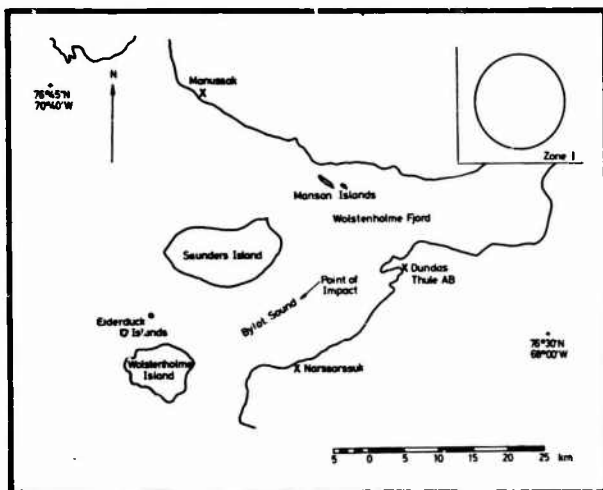 N
Manussak
X
76°45'N
70°40'W
Zone I
Manson Islands
Wolstenholme Fjord
Saunders Island
X Dundas
Thule AB
Point of
Impact
Bylot Sound
Eiderduck
Islands
Wolstenholme
Island
X Narssarssuk
76°30'N
68°00'W
5 0 5 10 15 20 25
km